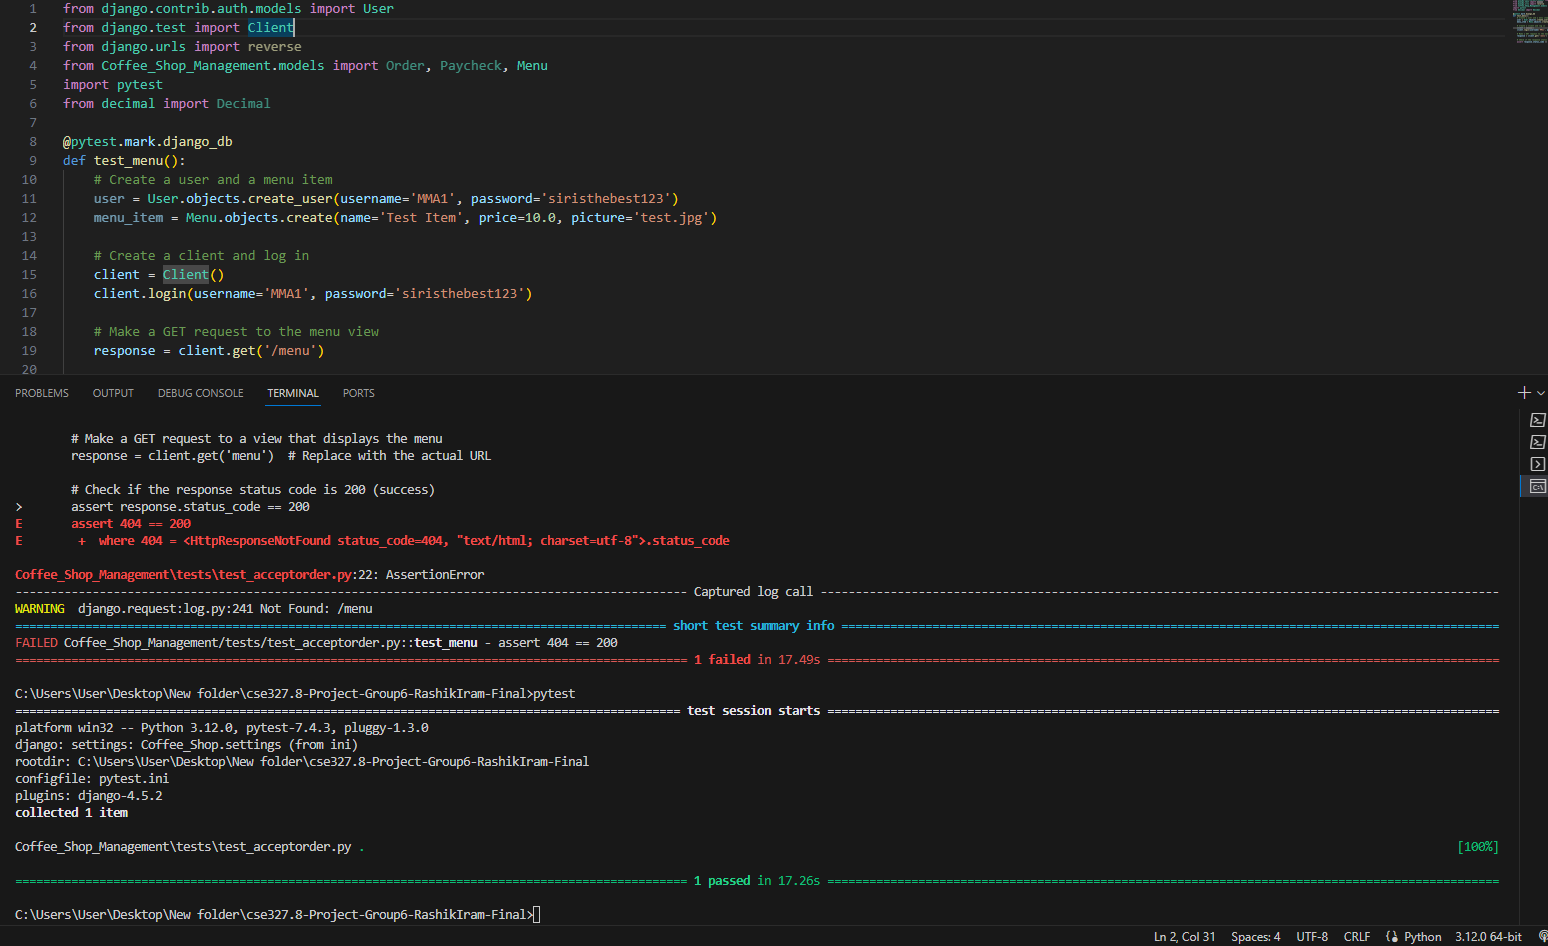 1 from django.contrib.auth.models import User
2 from django.test import Client
3 from django.urls import reverse
4 from Coffee_Shop_Management.models import Order, Paycheck, Menu
5 import pytest
6 from decimal import Decimal
7
8 @pytest.mark.django_db
9 def test_menu():
10 # Create a user and a menu item
11 user = User.objects.create_user(username='MMA1', password='siristhebest123')
12 menu_item = Menu.objects.create(name='Test Item', price=10.0, picture='test.jpg')
13
14 # Create a client and log in
15 client = Client()
16 client.login(username='MMA1', password='siristhebest123')
17
18 # Make a GET request to the menu view
19 response = client.get('/menu')
20
PROBLEMS OUTPUT DEBUG CONSOLE TERMINAL PORTS
# Make a GET request to a view that displays the menu
response = client.get('menu')  # Replace with the actual URL
# Check if the response status code is 200 (success)
> assert response.status_code == 200
E assert 404 == 200
E + where 404 = <HttpResponseNotFound status_code=404, "text/html; charset=utf-8">.status_code
Coffee_Shop_Management\tests\test_acceptorder.py:22: AssertionError
------------------------------ Captured log call ------------------------------
WARNING  django.request:log.py:241 Not Found: /menu
============================== short test summary info ==============================
FAILED Coffee_Shop_Management/tests/test_acceptorder.py::test_menu - assert 404 == 200
============================== 1 failed in 17.49s ==============================
C:\Users\User\Desktop\New folder\cse327.8-Project-Group6-RashikIram-Final>pytest
============================== test session starts ==============================
platform win32 -- Python 3.12.0, pytest-7.4.3, pluggy-1.3.0
django: settings: Coffee_Shop.settings (from ini)
rootdir: C:\Users\User\Desktop\New folder\cse327.8-Project-Group6-RashikIram-Final
configfile: pytest.ini
plugins: django-4.5.2
collected 1 item
Coffee_Shop_Management\tests\test_acceptorder.py . [100%]
============================== 1 passed in 17.26s ==============================
C:\Users\User\Desktop\New folder\cse327.8-Project-Group6-RashikIram-Final>
Ln 2, Col 31 Spaces: 4 UTF-8 CRLF Python 3.12.0 64-bit